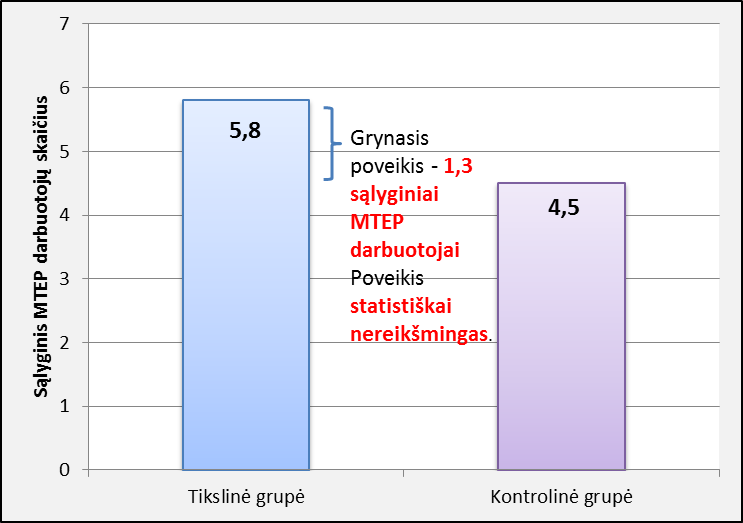 Sąlyginis MTEP darbuotojų skaičius
7
6
5
4
3
2
1
0
5,8
Grynasis
poveikis - 1,3
sąlyginiai
MTEP
darbuotojai
Poveikis
statistiškai
nereikšmingas.
4,5
Tikslinė grupė
Kontrolinė grupė